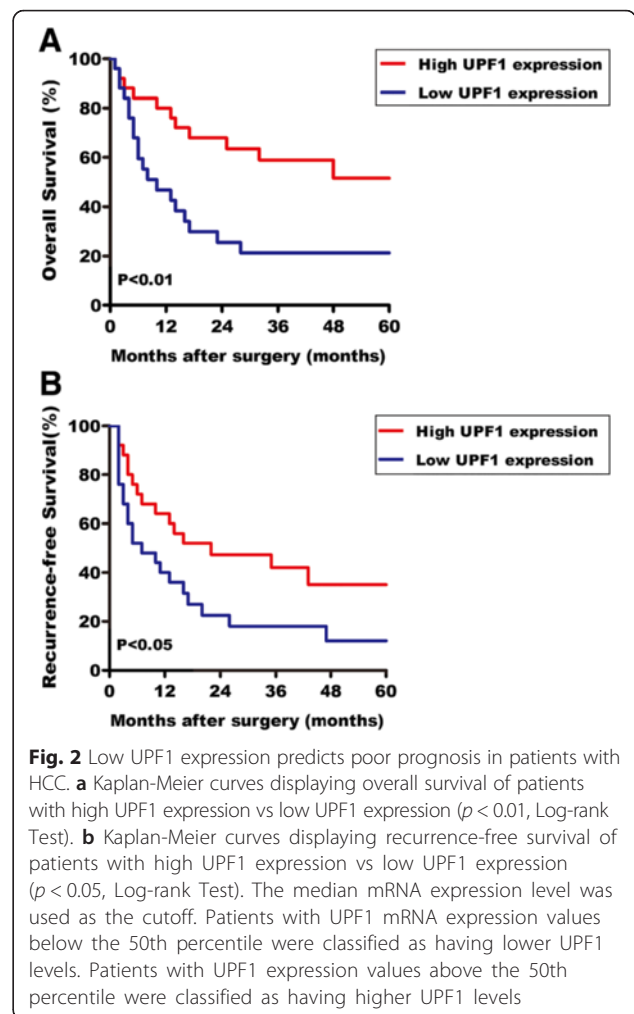 A
100
80
60
40
20
0
Overall Survival (%)
High UPF1 expression
Low UPF1 expression
P<0.01
0 12 24 36 48 60
Months after surgery (months)
B
100
80
60
40
20
0
Recurrence-free Survival(%)
High UPF1 expression
Low UPF1 expression
P<0.05
12 24 36 48 60
Months after surgery (months)
Fig. 2 Low UPF1 expression predicts poor prognosis in patients with
HCC. a Kaplan-Meier curves displaying overall survival of patients
with high UPF1 expression vs low UPF1 expression (p < 0.01, Log-rank
Test). b Kaplan-Meier curves displaying recurrence-free survival of
patients with high UPF1 expression vs low UPF1 expression
(p < 0.05, Log-rank Test). The median mRNA expression level was
used as the cutoff. Patients with UPF1 mRNA expression values
below the 50th percentile were classified as having lower UPF1
levels. Patients with UPF1 expression values above the 50th
percentile were classified as having higher UPF1 levels